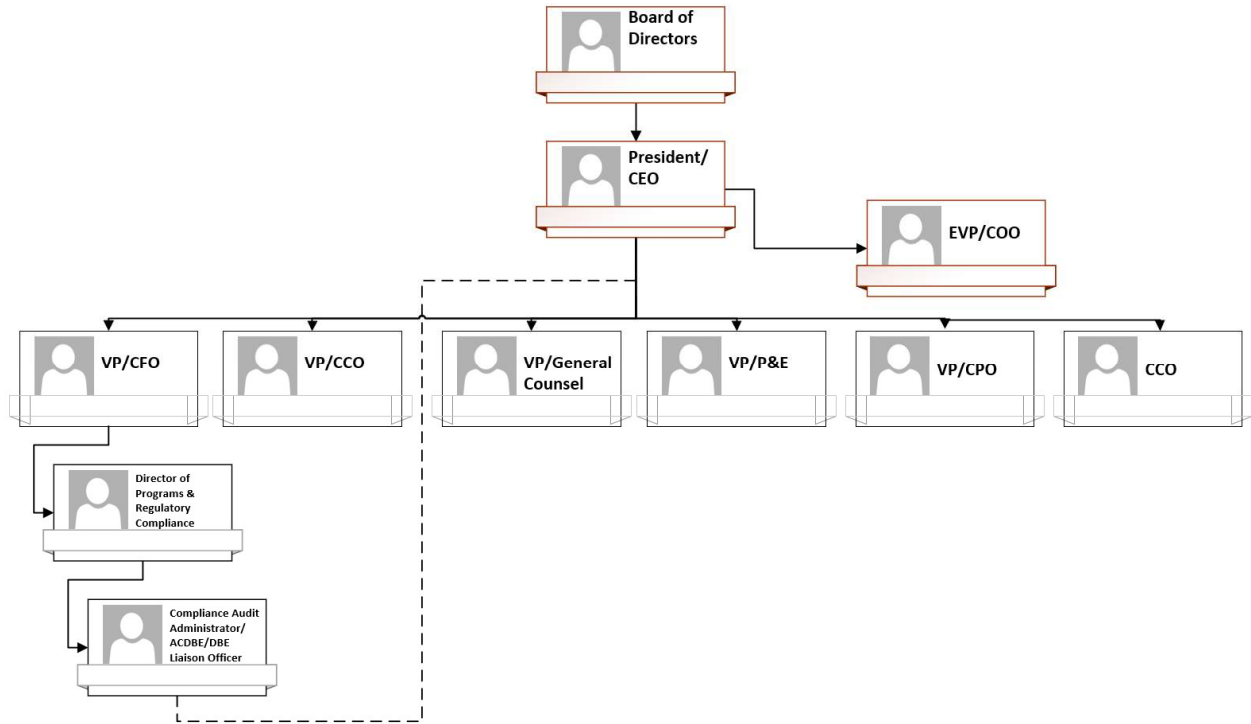 Board of
Directors
President/
CEO
EVP/COO
VP/CFO
VP/CCO
VP/General
Counsel
VP/P&E
VP/CPO
CCO
Director of
Programs &
Regulatory
Compliance
Compliance Audit
Administrator/
ACDBE/DBE
Liaison Officer